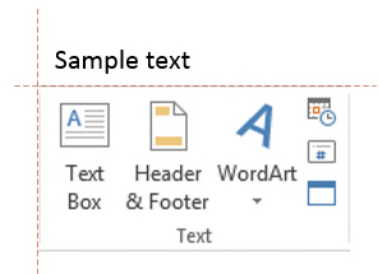 Sample text
Text Box
Header & Footer
WordArt
Text